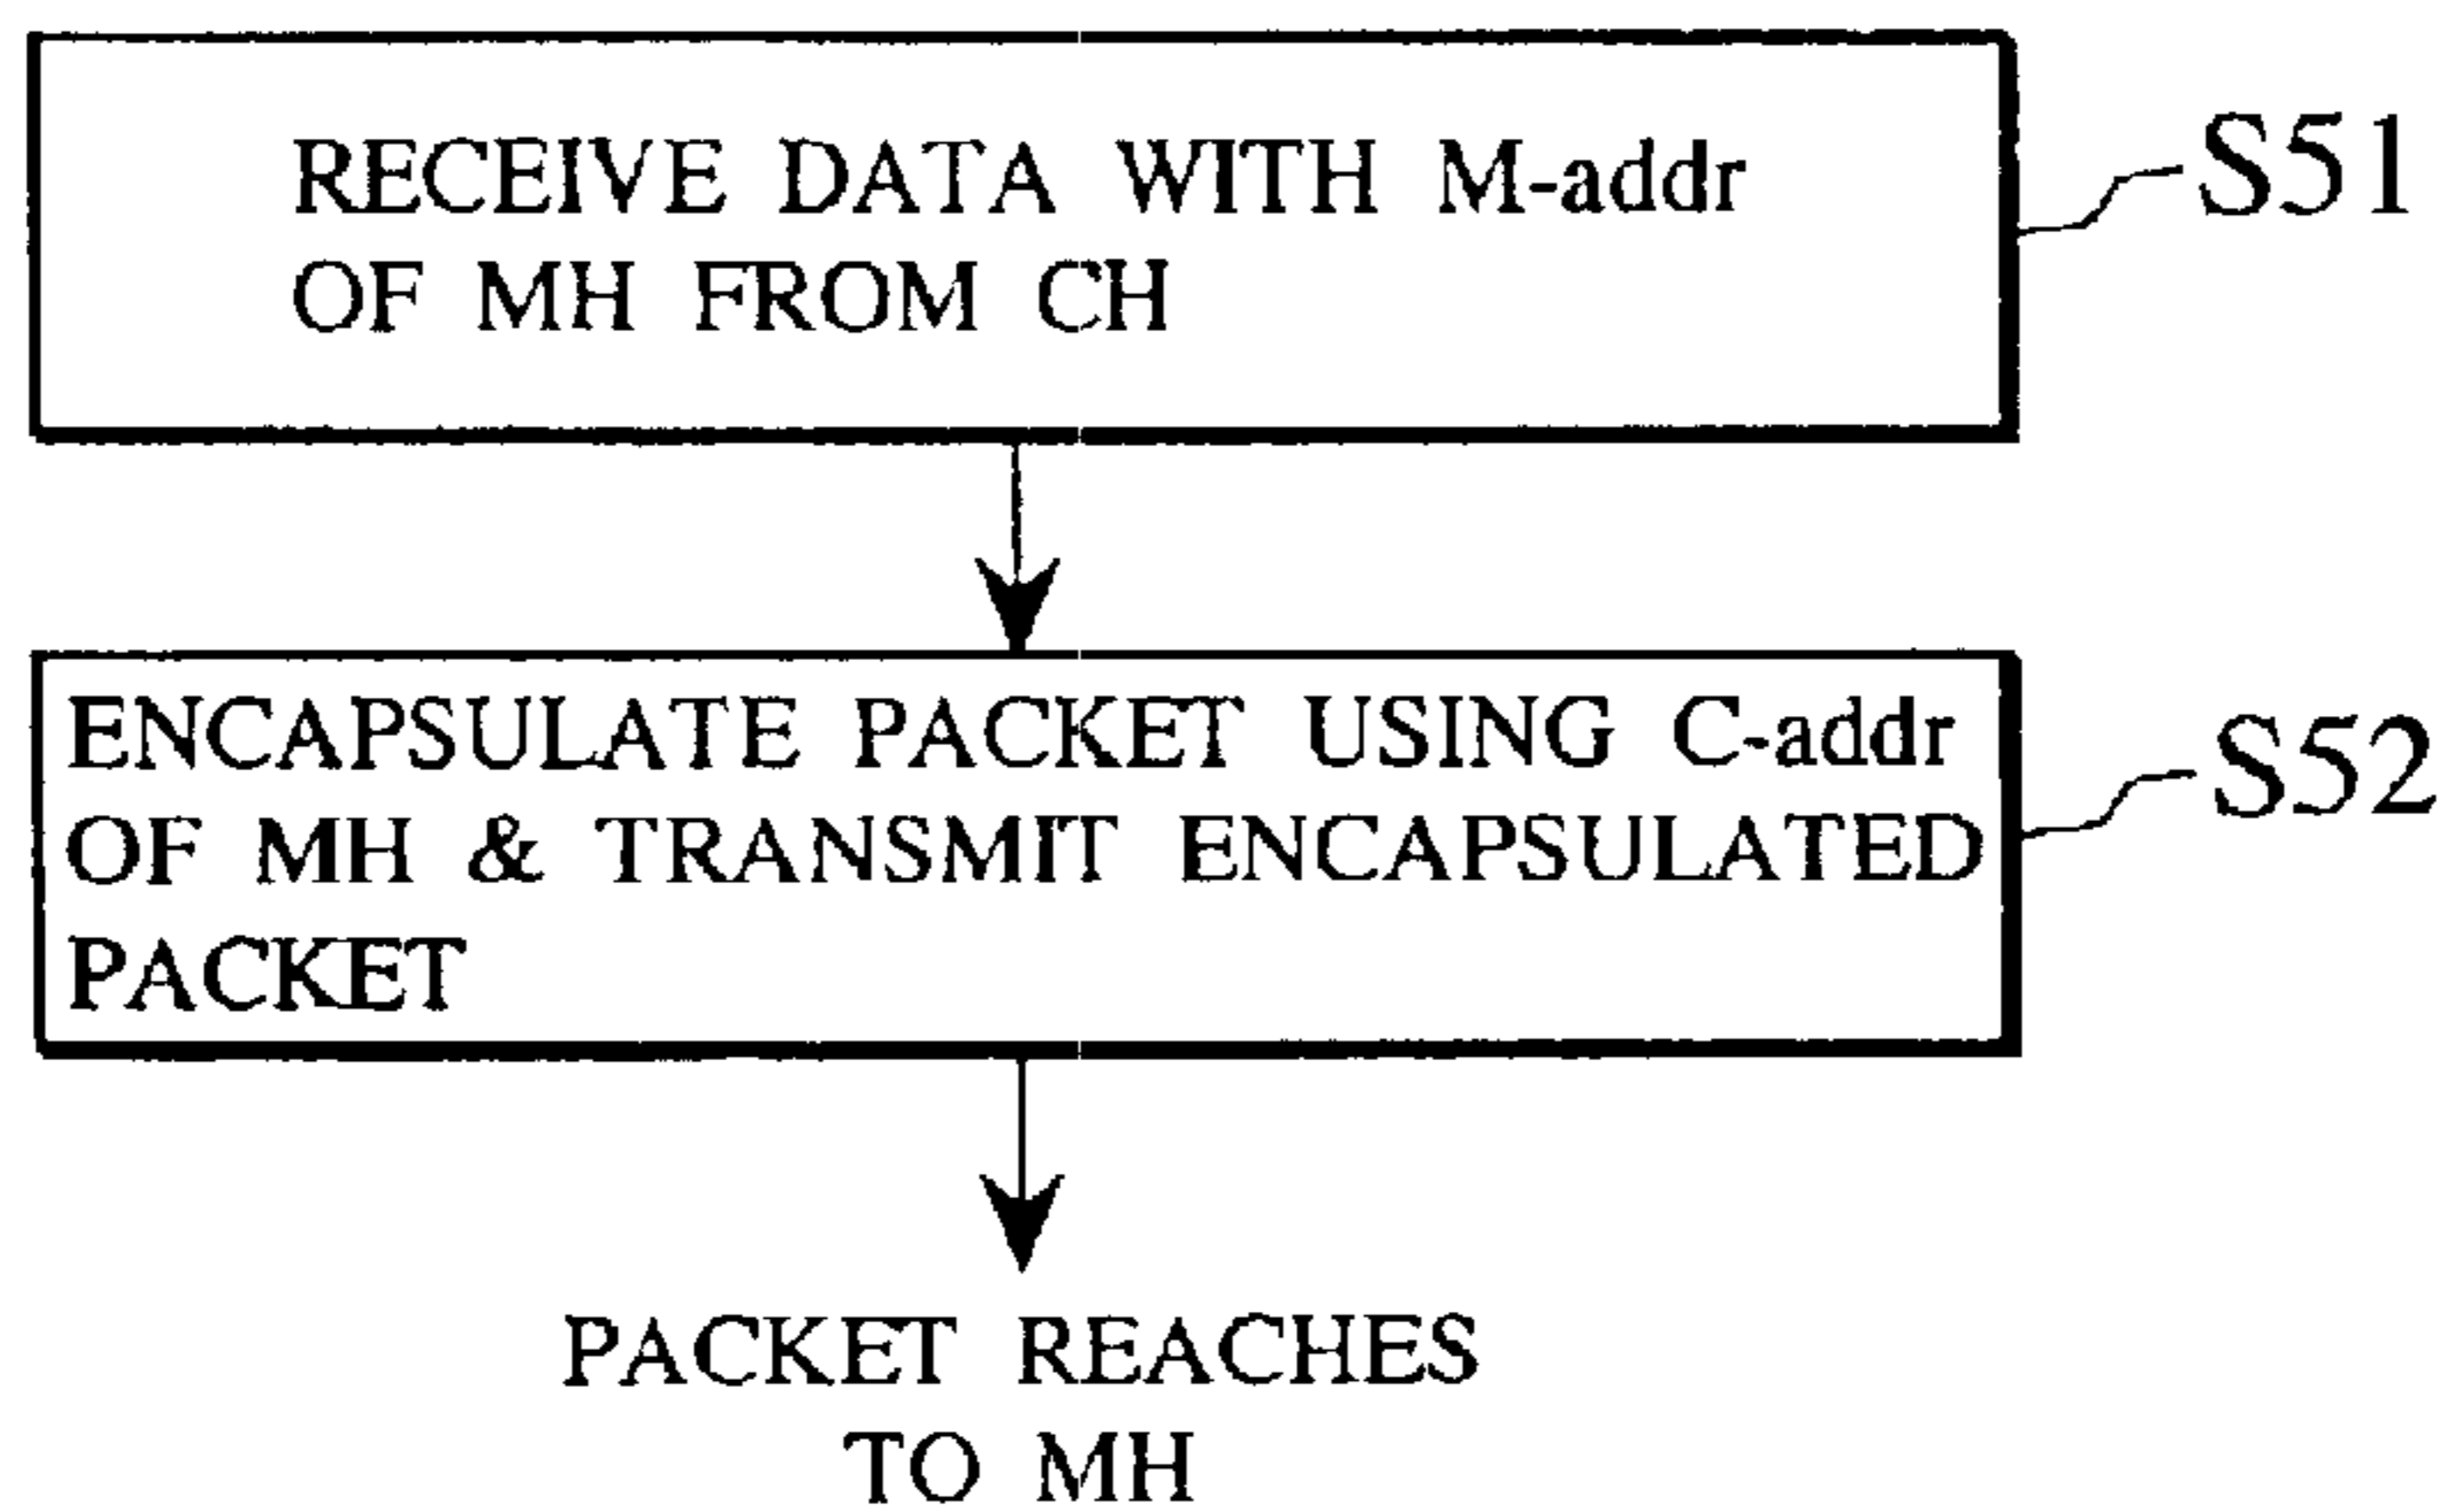 RECEIVE DATA WITH M-addr
OF MH FROM CH
S51
ENCAPSULATE PACKET USING C-addr
OF MH & TRANSMIT ENCAPSULATED
PACKET
S52
PACKET REACHES
TO MH